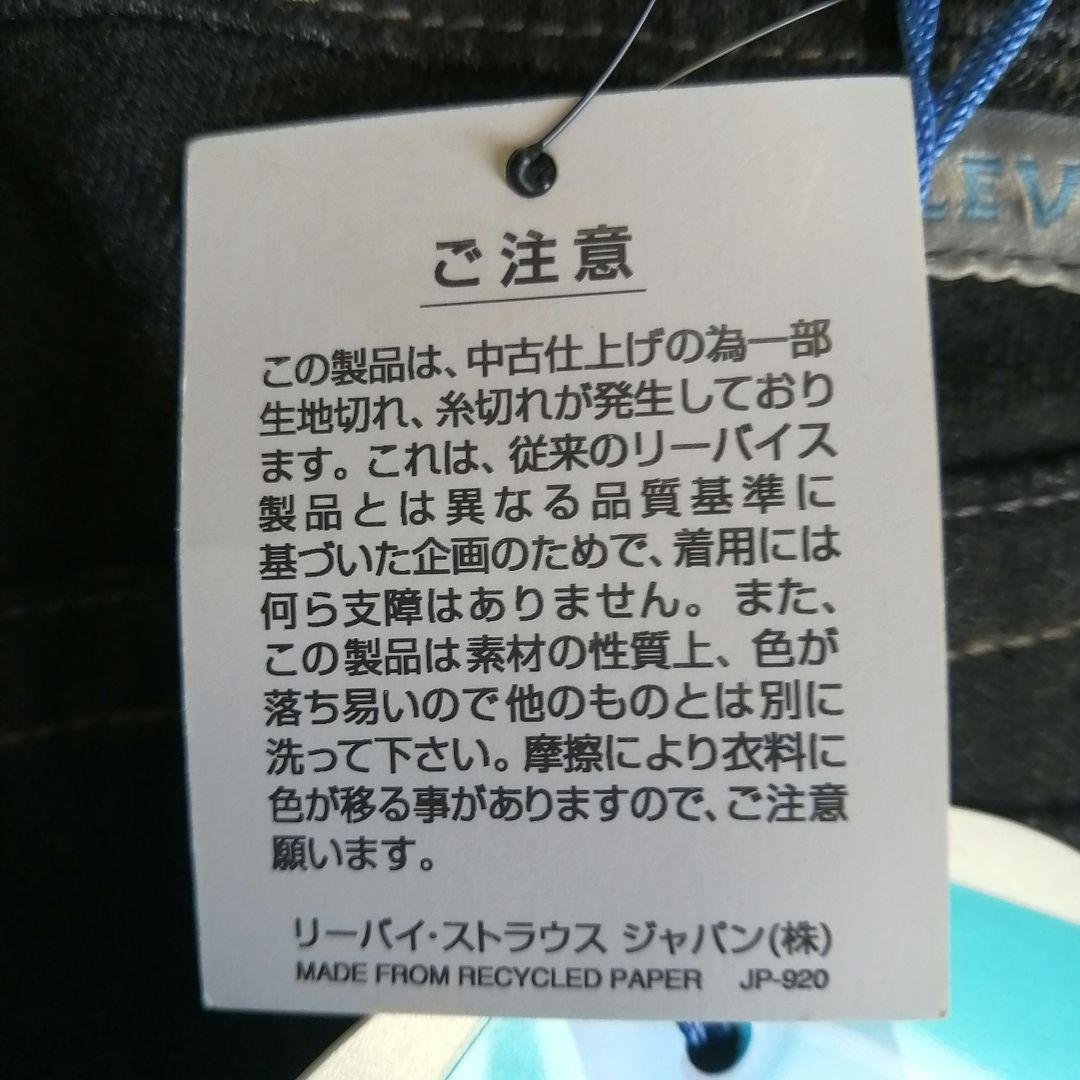 LEV
ご注意
この製品は、中古仕上げの為一部
生地切れ、糸切れが発生しており
ます。これは、従来のリーバイス
製品とは異なる品質基準に
基づいた企画のためで、着用には
何ら支障はありません。また、
この製品は素材の性質上、色が
落ち易いので他のものとは別に
洗って下さい。摩擦により衣料に
色が移る事がありますので、ご注意
願います。
リーバイ・ストラウス ジャパン(株)
MADE FROM RECYCLED PAPER JP-920